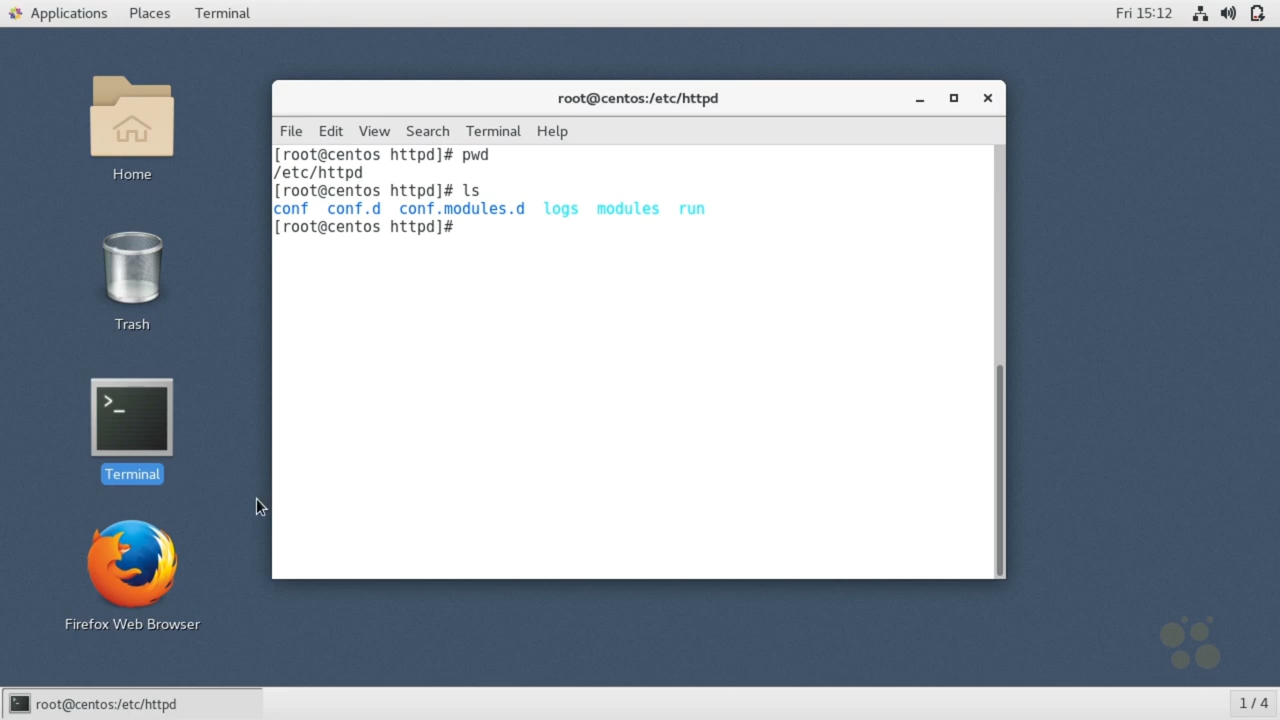 Applications Places Terminal Fri 15:12
Home
Trash
Terminal
Firefox Web Browser
root@centos:/etc/httpd
File Edit View Search Terminal Help
[root@centos httpd]# pwd
/etc/httpd
[root@centos httpd]# ls
conf conf.d conf.modules.d logs modules run
[root@centos httpd]#
root@centos:/etc/httpd 1 / 4